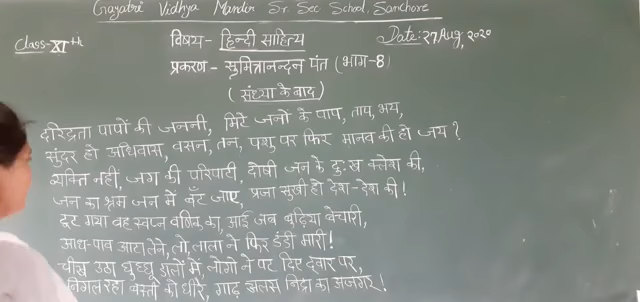 Gayatri Vidhya Mandir Sr. Sec School, Sanchore
Class-XIth
विषय- हिन्दी साहित्य
Date: 27 Aug, 2020
प्रकरण- सुमित्रानन्दन पंत (भाग-8)
(संध्या के बाद)
दरिद्रता पापों की जननी, मिटें जनों के पाप, ताप, भय,
सुंदर हो अधिवास, वसन, तन, पशु पर फिर मानव की हो जय?
व्यक्ति नहीं, जग की परिपाटी, दोषी जन के दुःख क्लेश की,
जन का श्रम जन में बँट जाए, प्रजा सुखी हो देश-देश की!
टूट गया वह स्वप्न वणिक का, आई जब बुढ़िया बेचारी,
आध-पाव आटा लेने, लो, लाला ने फिर डंडी मारी!
चीख उठा घुघ्घू डालों में, लोगों ने पट दिए द्वार पर,
निगल रहा बस्ती को धीरे, गाढ़ अलस निद्रा का अजगर!